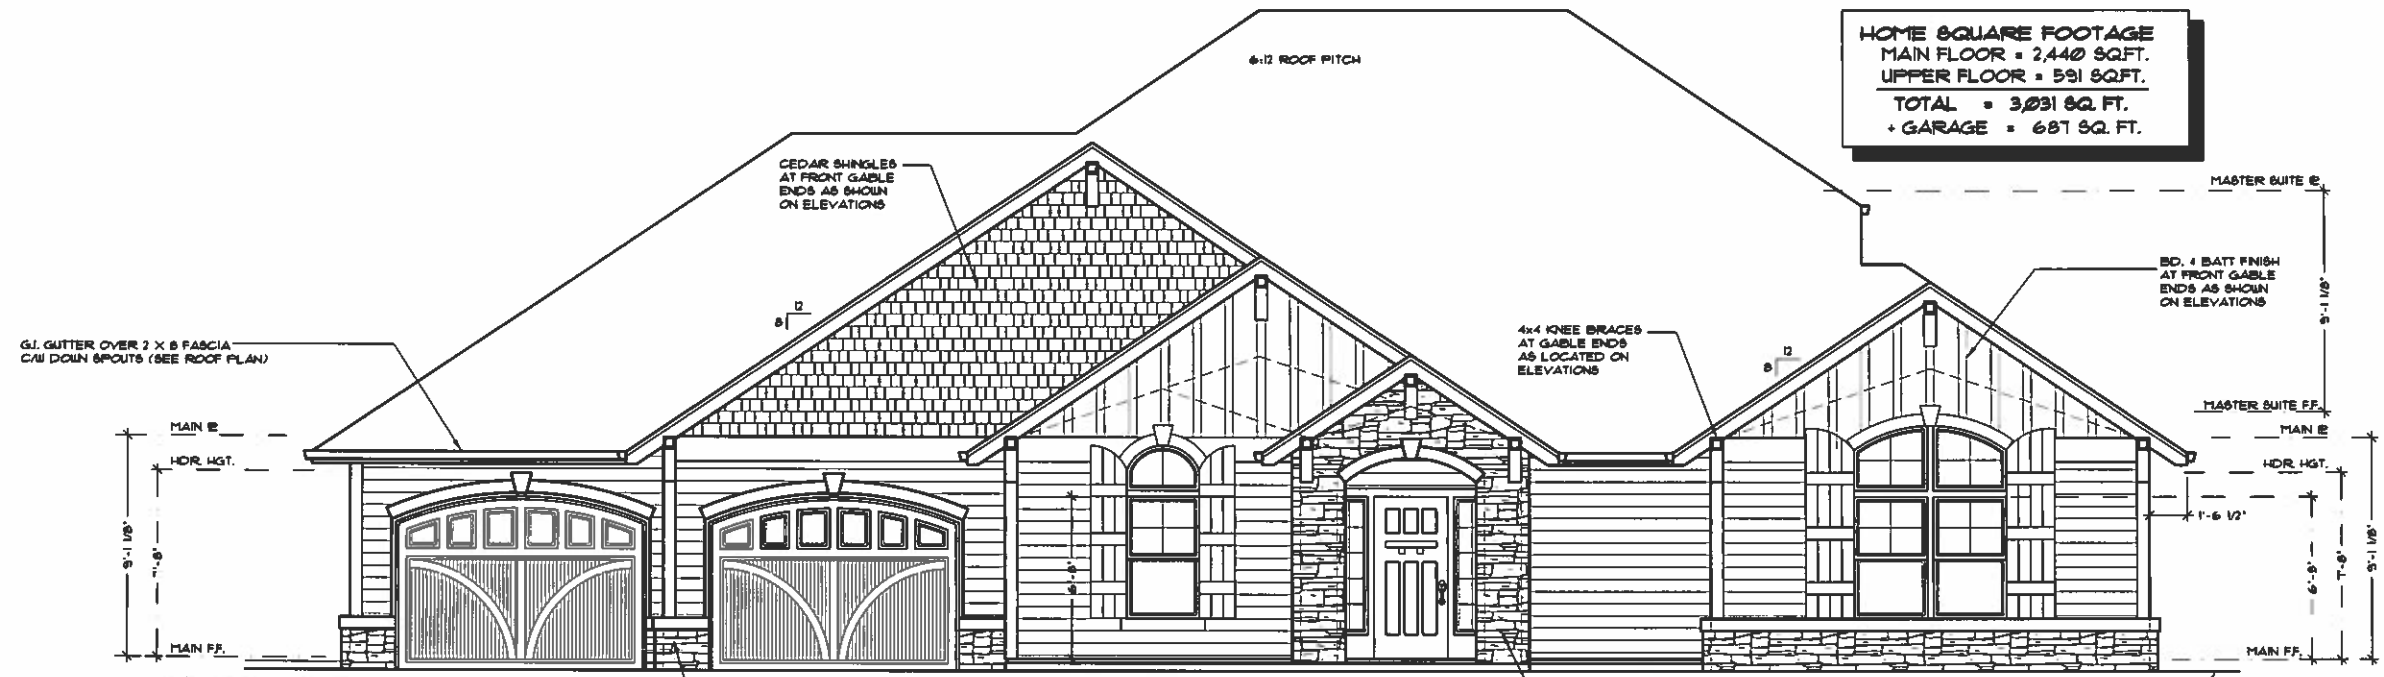 HOME SQUARE FOOTAGE
MAIN FLOOR = 2,440 SQ.FT.
UPPER FLOOR = 591 SQ.FT.
TOTAL = 3,031 SQ. FT.
+ GARAGE = 687 SQ. FT.
6:12 ROOF PITCH
CEDAR SHINGLES
AT FRONT GABLE
ENDS AS SHOWN
ON ELEVATIONS
MASTER SUITE
BD. & BATT FINISH
AT FRONT GABLE
ENDS AS SHOWN
ON ELEVATIONS
9'-1 1/8"
12
8
4x4 KNEE BRACES
AT GABLE ENDS
AS LOCATED ON
ELEVATIONS
12
8
G.I. GUTTER OVER 2 X 8 FASCIA
C/W DOWN SPOUTS (SEE ROOF PLAN)
MASTER SUITE F.F.
MAIN
MAIN
HDR. HGT.
HDR. HGT.
1'-6 1/2"
9'-1 1/8"
7'-8"
6'-8"
6'-8"
7'-8"
9'-1 1/8"
MAIN F.F.
MAIN F.F.